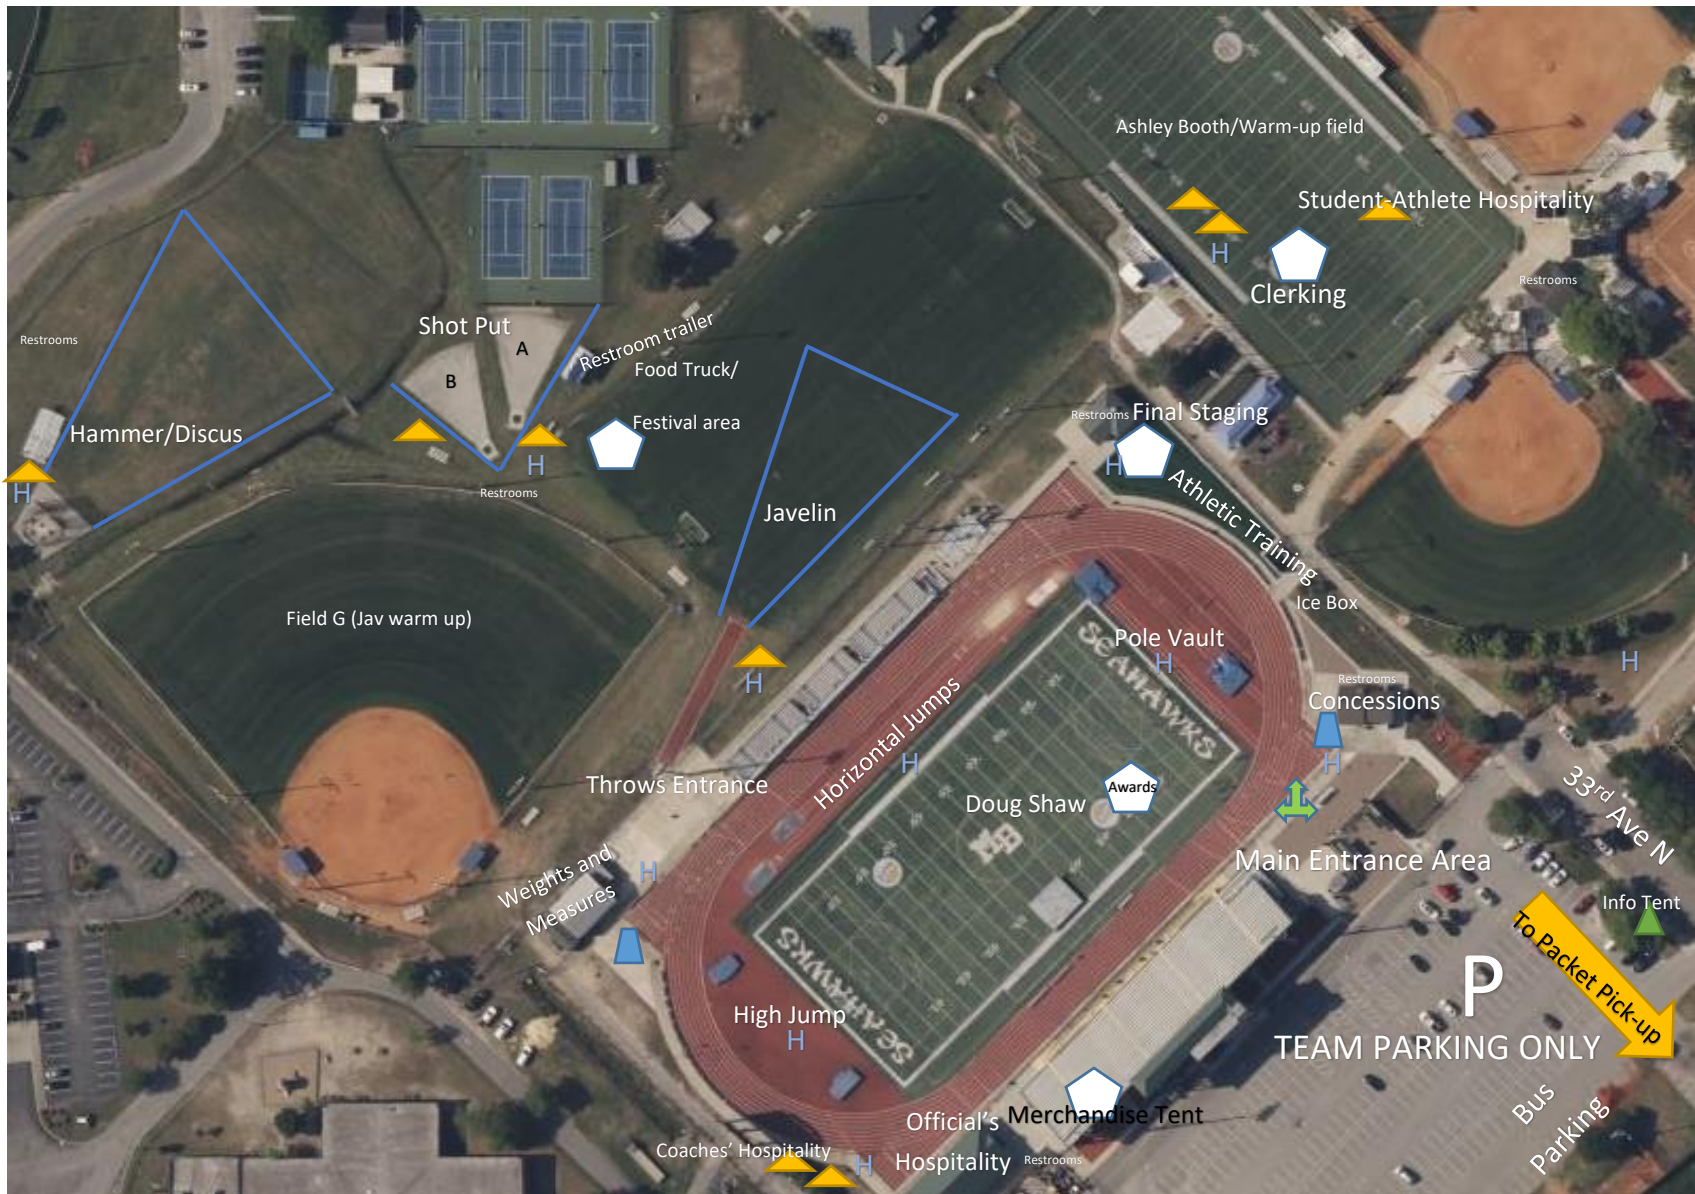 Ashley Booth/Warm-up field
Student-Athlete Hospitality
H
Clerking
Restrooms
Restrooms
Shot Put
A
B
Restroom trailer
Food Truck/
Festival area
Hammer/Discus
H
H
Restrooms
Restrooms
Final Staging
H
Athletic Training
Ice Box
Javelin
Field G (Jav warm up)
H
Pole Vault
H
SEAHAWKS
H
Restrooms
Concessions
H
Throws Entrance
Horizontal Jumps
H
Doug Shaw
Awards
MB
33rd Ave N
Main Entrance Area
Weights and
Measures
H
Info Tent
To Packet Pick-up
P
TEAM PARKING ONLY
Bus
Parking
High Jump
H
SEAHAWKS
Official's
Hospitality
Merchandise Tent
Restrooms
Coaches' Hospitality
H